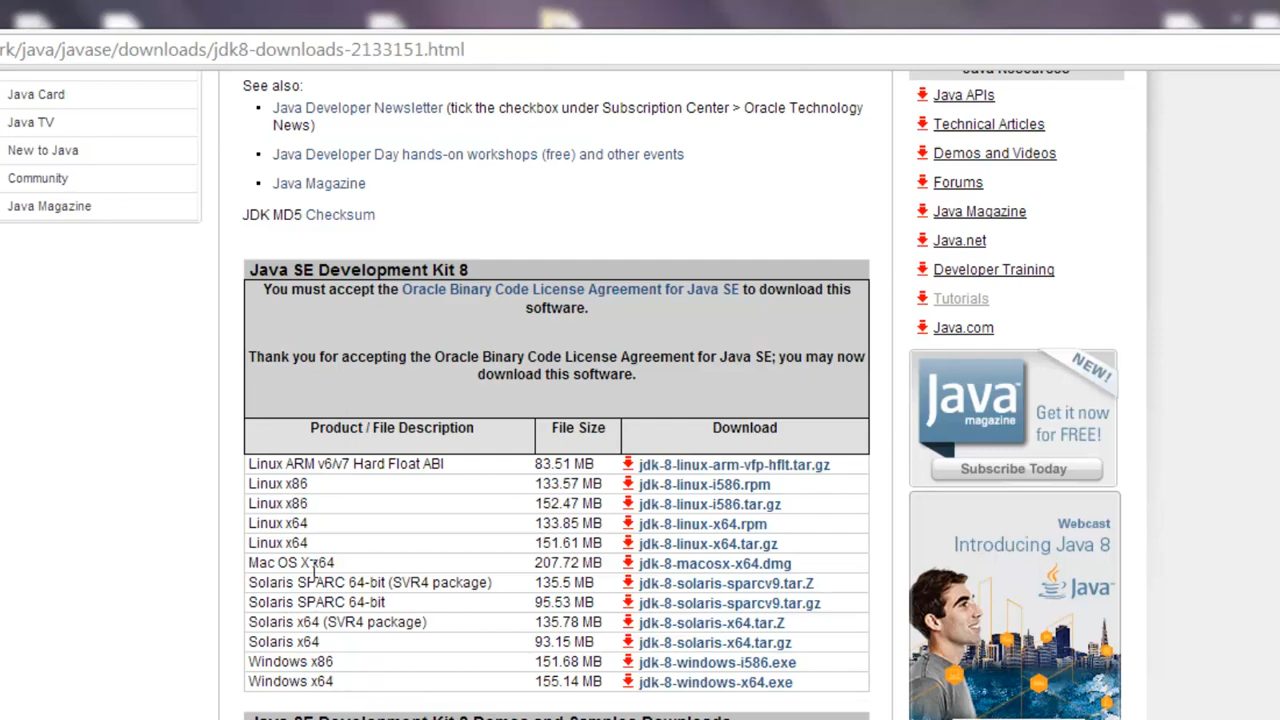 rk/java/javase/downloads/jdk8-downloads-2133151.html
Java Card
Java TV
New to Java
Community
Java Magazine
See also:
Java Developer Newsletter (tick the checkbox under Subscription Center > Oracle Technology
News)
Java Developer Day hands-on workshops (free) and other events
Java Magazine
JDK MD5 Checksum
Java SE Development Kit 8
You must accept the Oracle Binary Code License Agreement for Java SE to download this
software.
Thank you for accepting the Oracle Binary Code License Agreement for Java SE; you may now
download this software.
Product / File Description File Size Download
Linux ARM v6/v7 Hard Float ABI 83.51 MB jdk-8-linux-arm-vfp-hflt.tar.gz
Linux x86 133.57 MB jdk-8-linux-i586.rpm
Linux x86 152.47 MB jdk-8-linux-i586.tar.gz
Linux x64 133.85 MB jdk-8-linux-x64.rpm
Linux x64 151.61 MB jdk-8-linux-x64.tar.gz
Mac OS X x64 207.72 MB jdk-8-macosx-x64.dmg
Solaris SPARC 64-bit (SVR4 package) 135.5 MB jdk-8-solaris-sparcv9.tar.Z
Solaris SPARC 64-bit 95.53 MB jdk-8-solaris-sparcv9.tar.gz
Solaris x64 (SVR4 package) 135.78 MB jdk-8-solaris-x64.tar.Z
Solaris x64 93.15 MB jdk-8-solaris-x64.tar.gz
Windows x86 151.68 MB jdk-8-windows-i586.exe
Windows x64 155.14 MB jdk-8-windows-x64.exe
Java SE Development Kit 8 Demos and Samples Downloads
Java Resources
Java APIs
Technical Articles
Demos and Videos
Forums
Java Magazine
Java.net
Developer Training
Tutorials
Java.com
NEW!
Java™
magazine
Get it now
for FREE!
Subscribe Today
Webcast
Introducing Java 8
Java